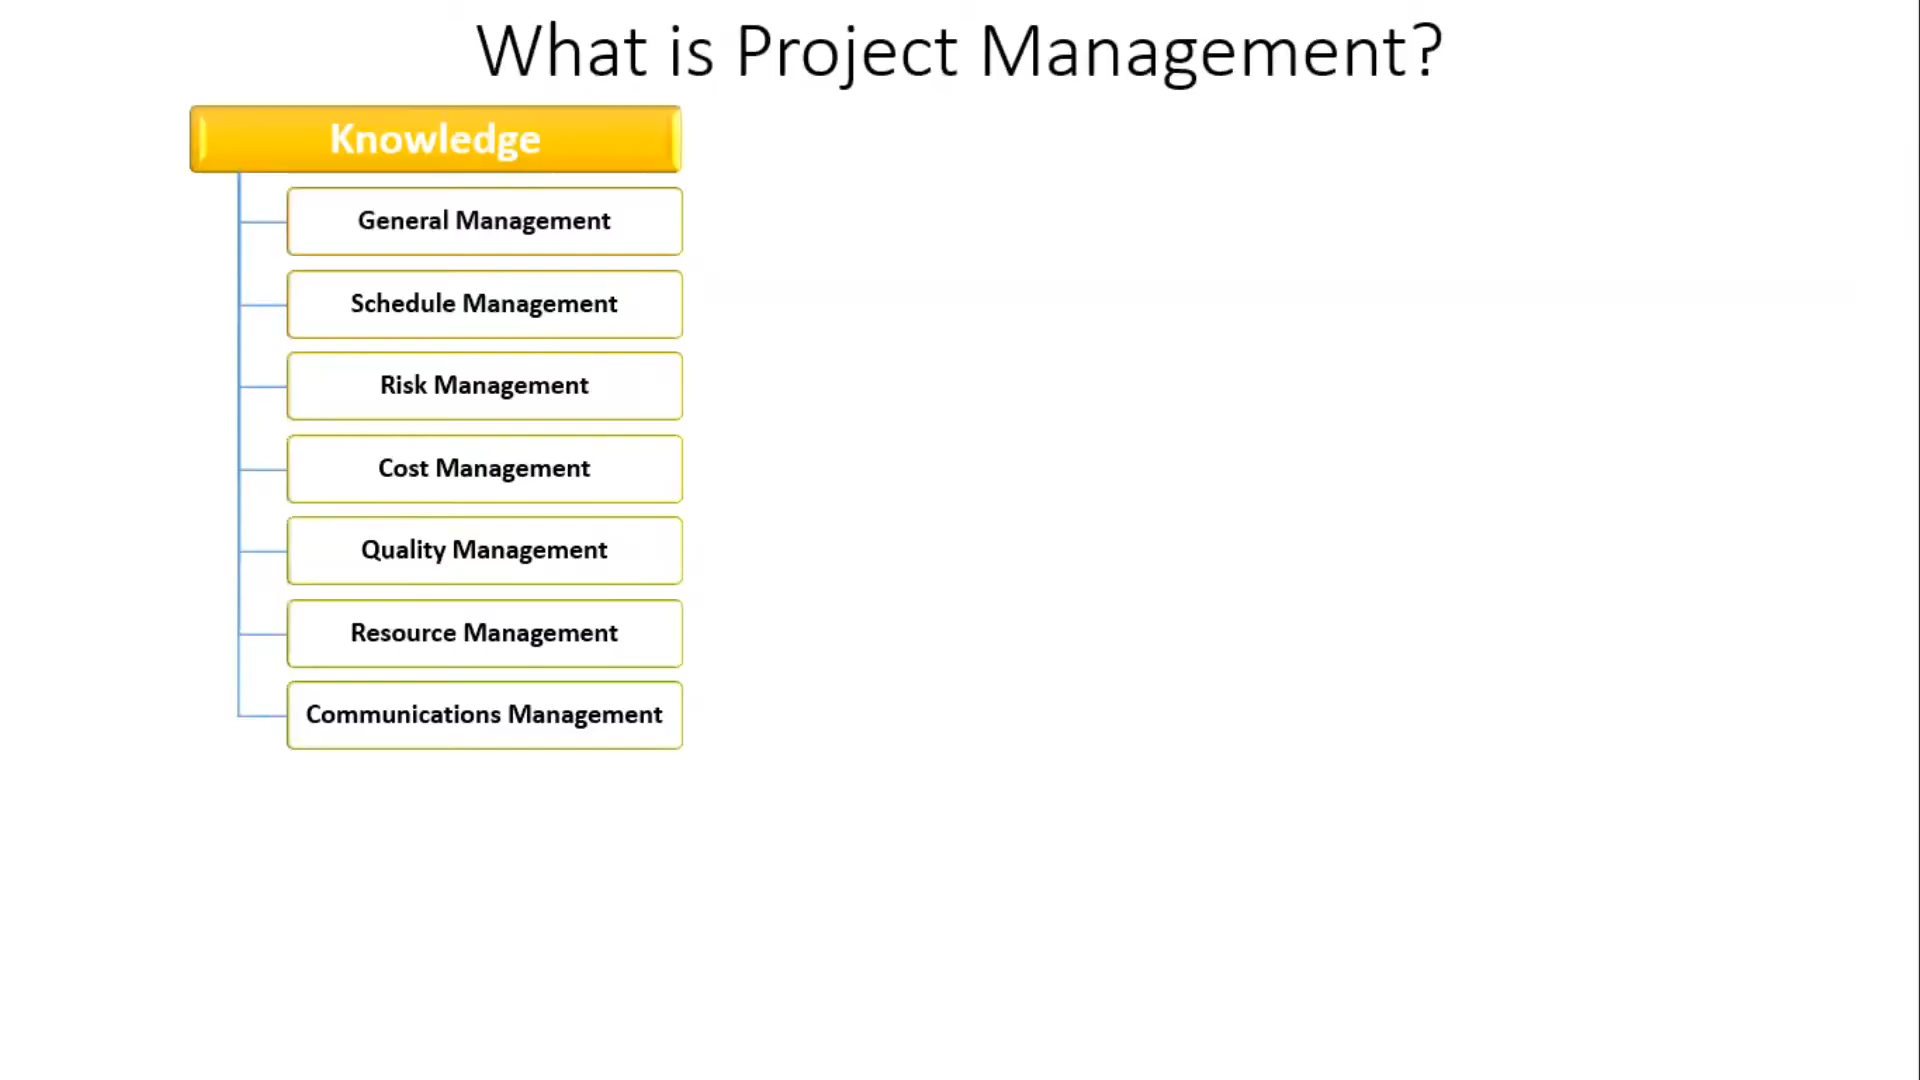 What is Project Management?
Knowledge
General Management
Schedule Management
Risk Management
Cost Management
Quality Management
Resource Management
Communications Management